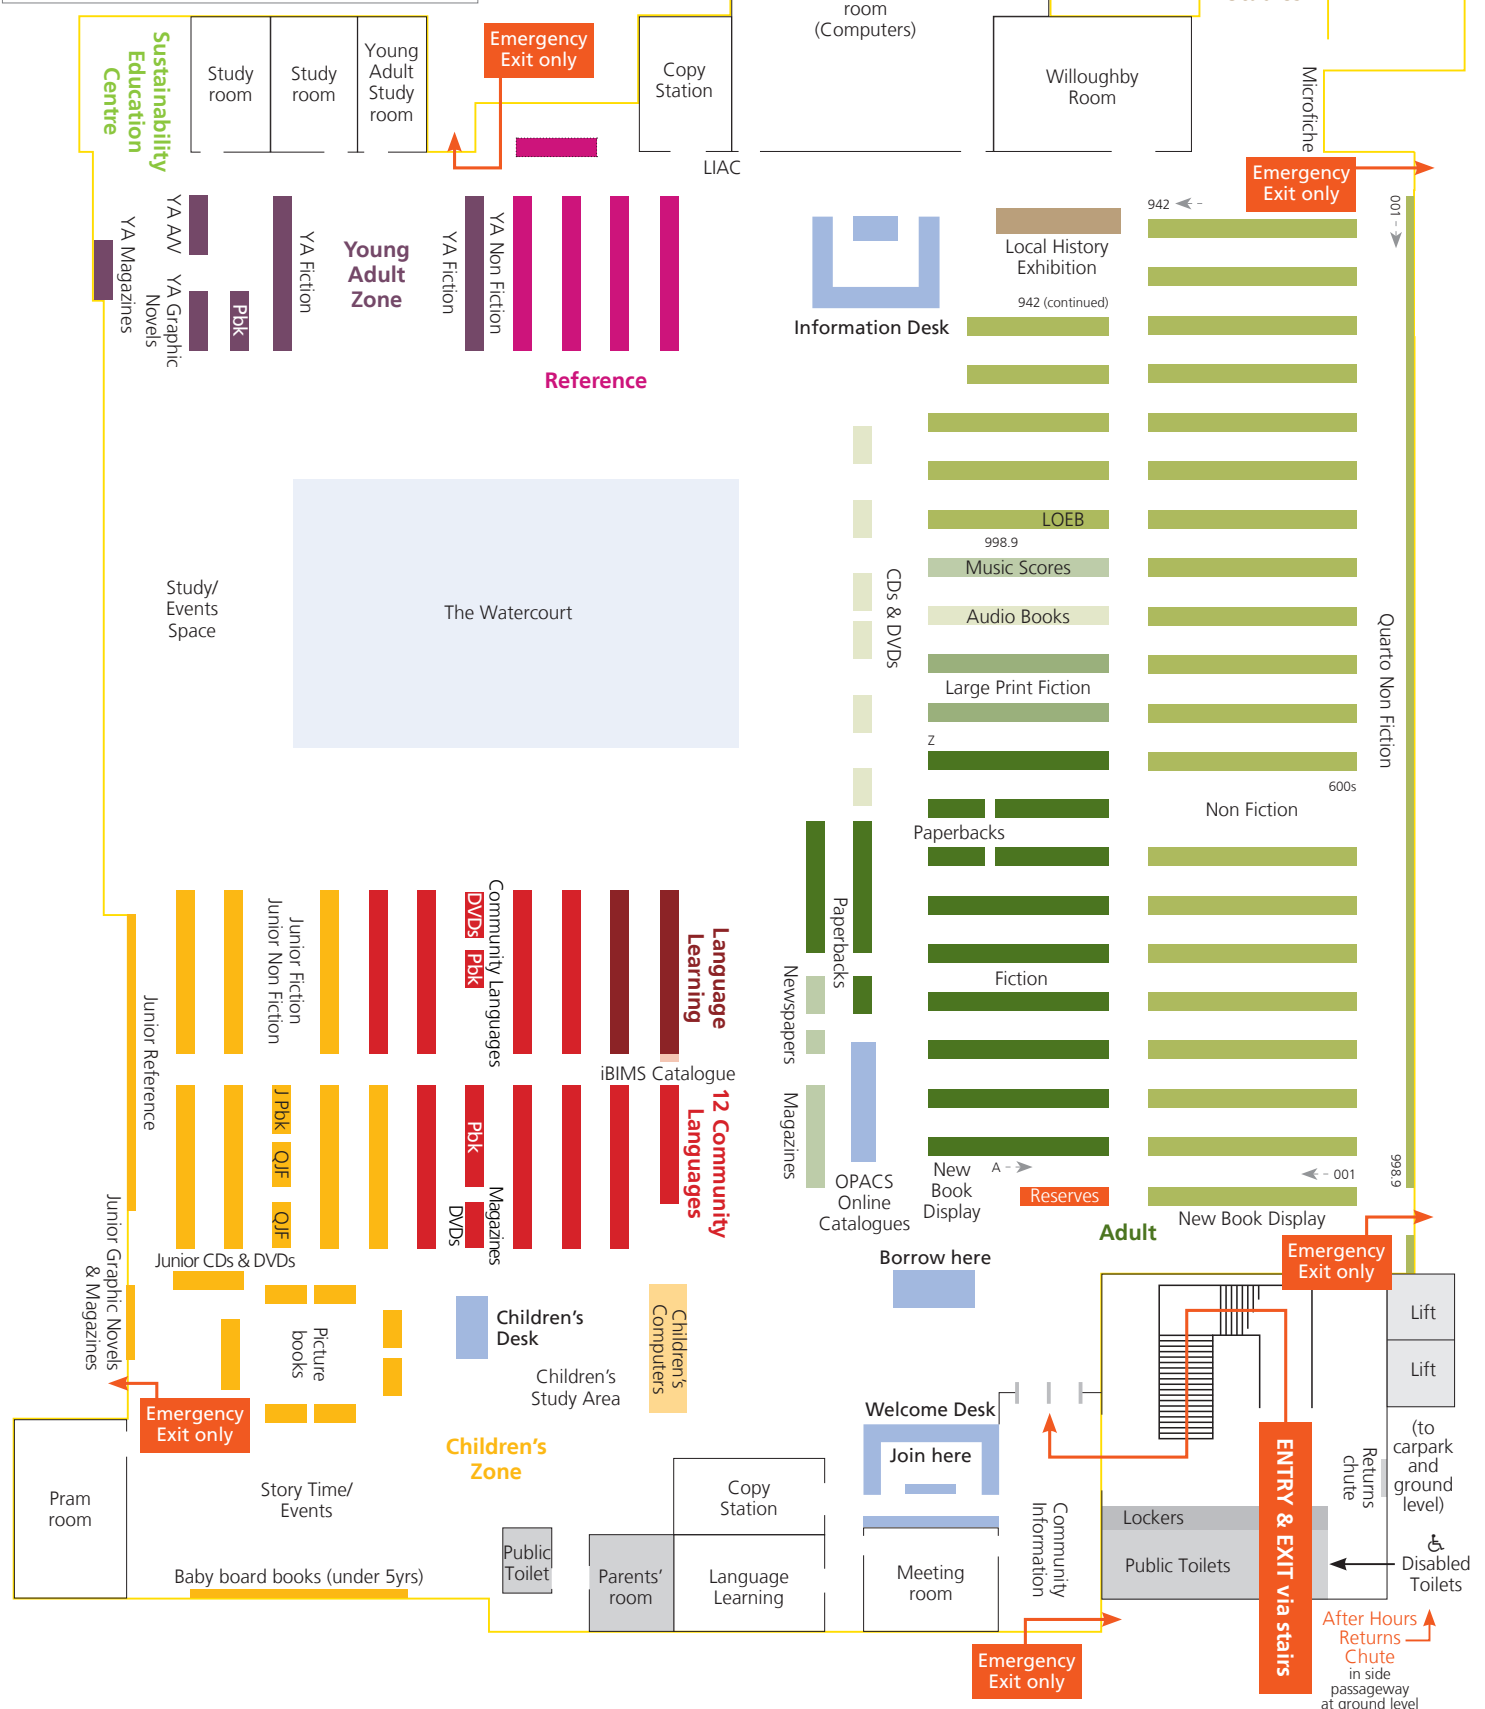 room
(Computers)
Sustainability
Education
Centre
Study
room
Study
room
Young
Adult
Study
room
Emergency
Exit only
Copy
Station
LIAC
Willoughby
Room
Microfiche
Emergency
Exit only
YA Magazines
YA A/V
YA Graphic
Novels
Pbk
YA Fiction
Young
Adult
Zone
YA Fiction
YA Non Fiction
Reference
Information Desk
Local History
Exhibition
942
001
942 (continued)
LOEB
998.9
Music Scores
Audio Books
CDs & DVDs
Large Print Fiction
Z
Study/
Events
Space
The Watercourt
Quarto Non Fiction
600s
Non Fiction
Paperbacks
Paperbacks
Fiction
Newspapers
Magazines
OPACS
Online
Catalogues
New
Book
Display
A
Reserves
001
998.9
New Book Display
Adult
Junior Reference
Junior Fiction
Junior Non Fiction
DVDs
Pbk
Community Languages
Language
Learning
iBIMS Catalogue
12 Community
Languages
J Pbk
QJF
QJF
Pbk
DVDs
Magazines
Junior CDs & DVDs
Junior Graphic Novels
& Magazines
Picture
books
Children's
Desk
Children's
Study Area
Children's
Computers
Borrow here
Emergency
Exit only
Lift
Lift
Emergency
Exit only
Children's
Zone
Welcome Desk
Join here
Pram
room
Story Time/
Events
Baby board books (under 5yrs)
Public
Toilet
Parents'
room
Copy
Station
Language
Learning
Meeting
room
Community
Information
Emergency
Exit only
ENTRY & EXIT via stairs
Lockers
Public Toilets
Returns
chute
(to
carpark
and
ground
level)
Disabled
Toilets
After Hours
Returns
Chute
in side
passageway
at ground level